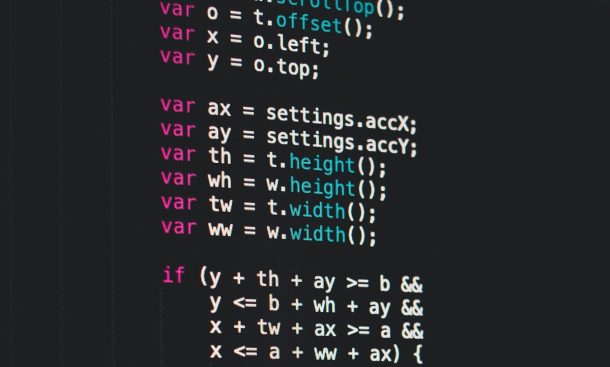 scrollTop();
var o = t.offset();
var x = o.left;
var y = o.top;
var ax = settings.accX;
var ay = settings.accY;
var th = t.height();
var wh = w.height();
var tw = t.width();
var ww = w.width();
if (y + th + ay >= b &&
y <= b + wh + ay &&
x + tw + ax >= a &&
x <= a + ww + ax) {